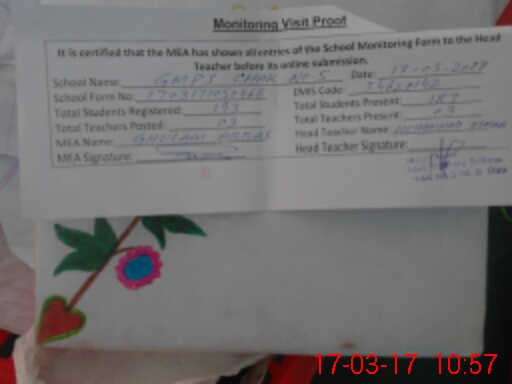 Monitoring Visit Proof
It is certified that the MEA has shown all entries of the School Monitoring Form to the Head
Teacher before its online submission.
School Name: GMPS CHAK NO 5 Date: 17-03-2017
School Form No: EMIS Code:
Total Students Registered: 193 Total Students Present: 187
Total Teachers Posted: 03 Total Teachers Present: 03
MEA Name: GHULAM ABBAS Head Teacher Name: MUHAMMAD
MEA Signature: Head Teacher Signature:
17-03-17 10:57